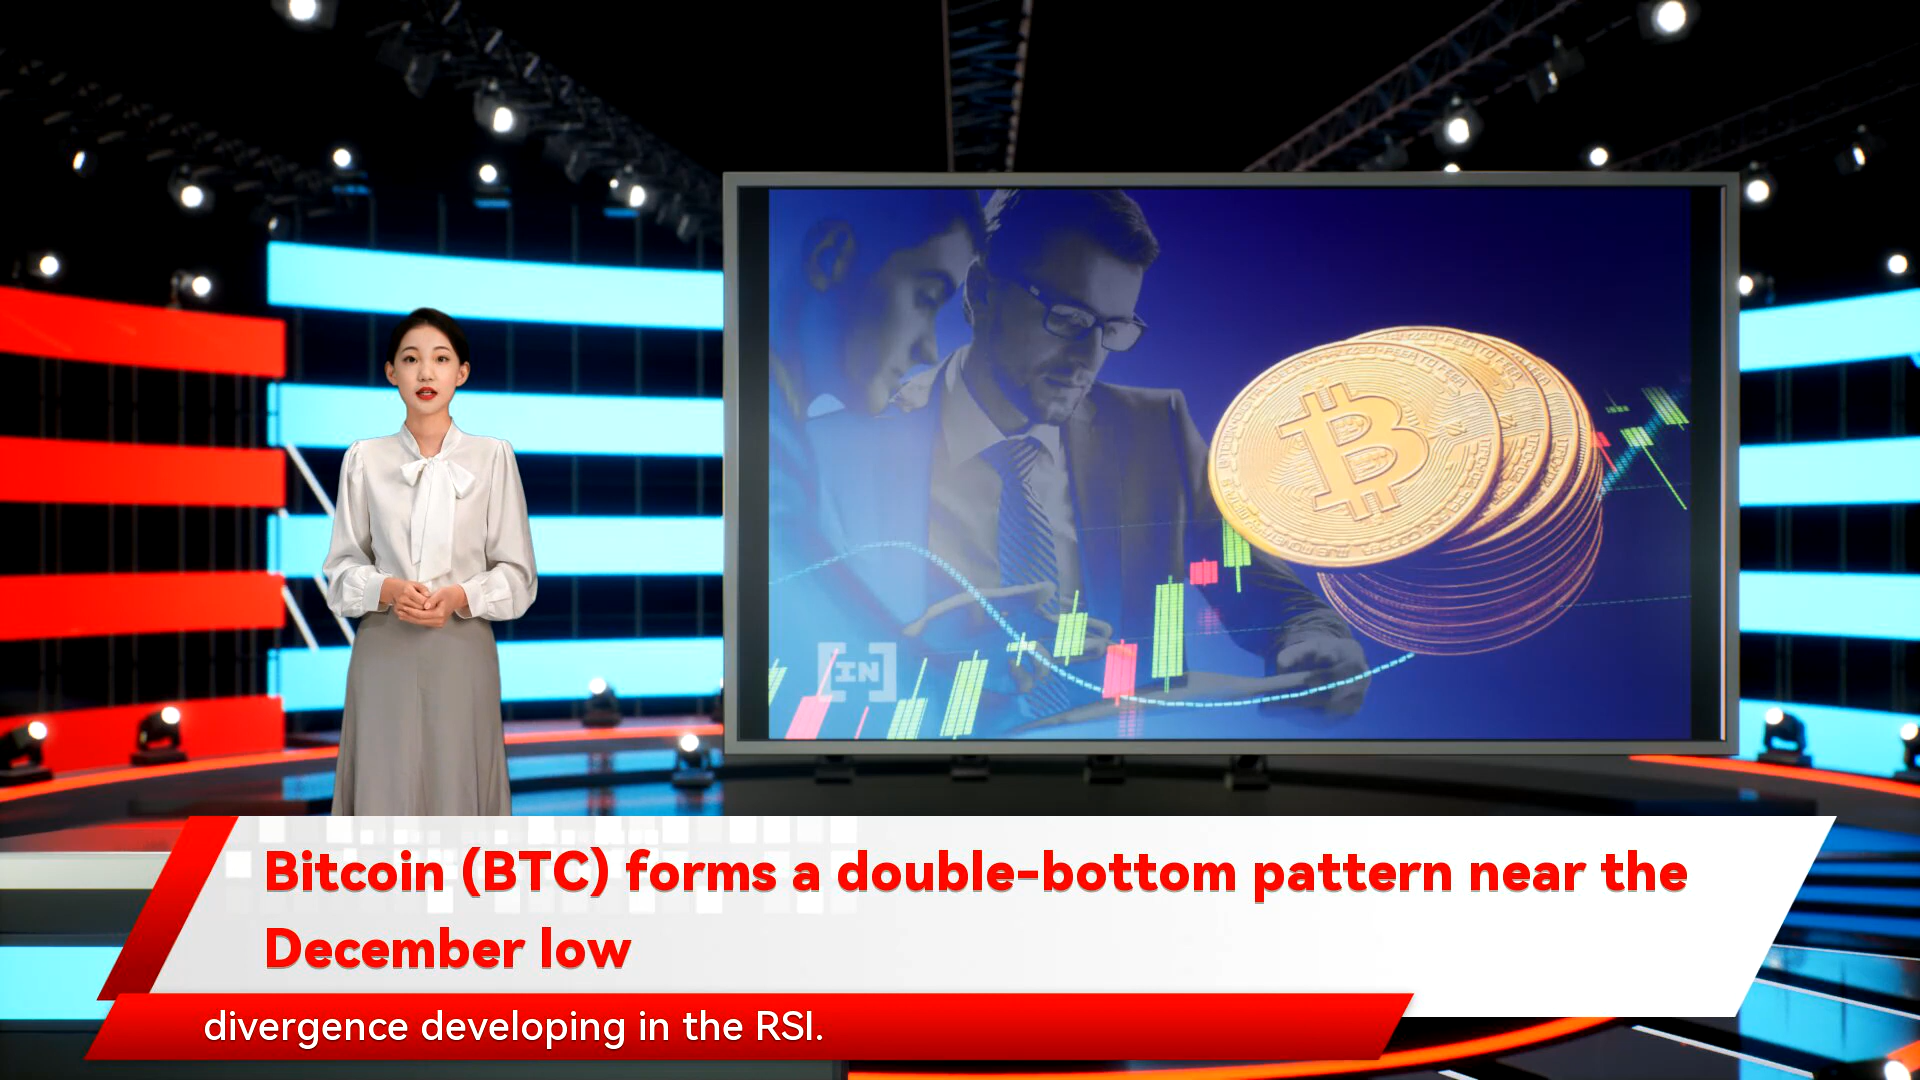 IN
Bitcoin (BTC) forms a double-bottom pattern near the
December low
divergence developing in the RSI.